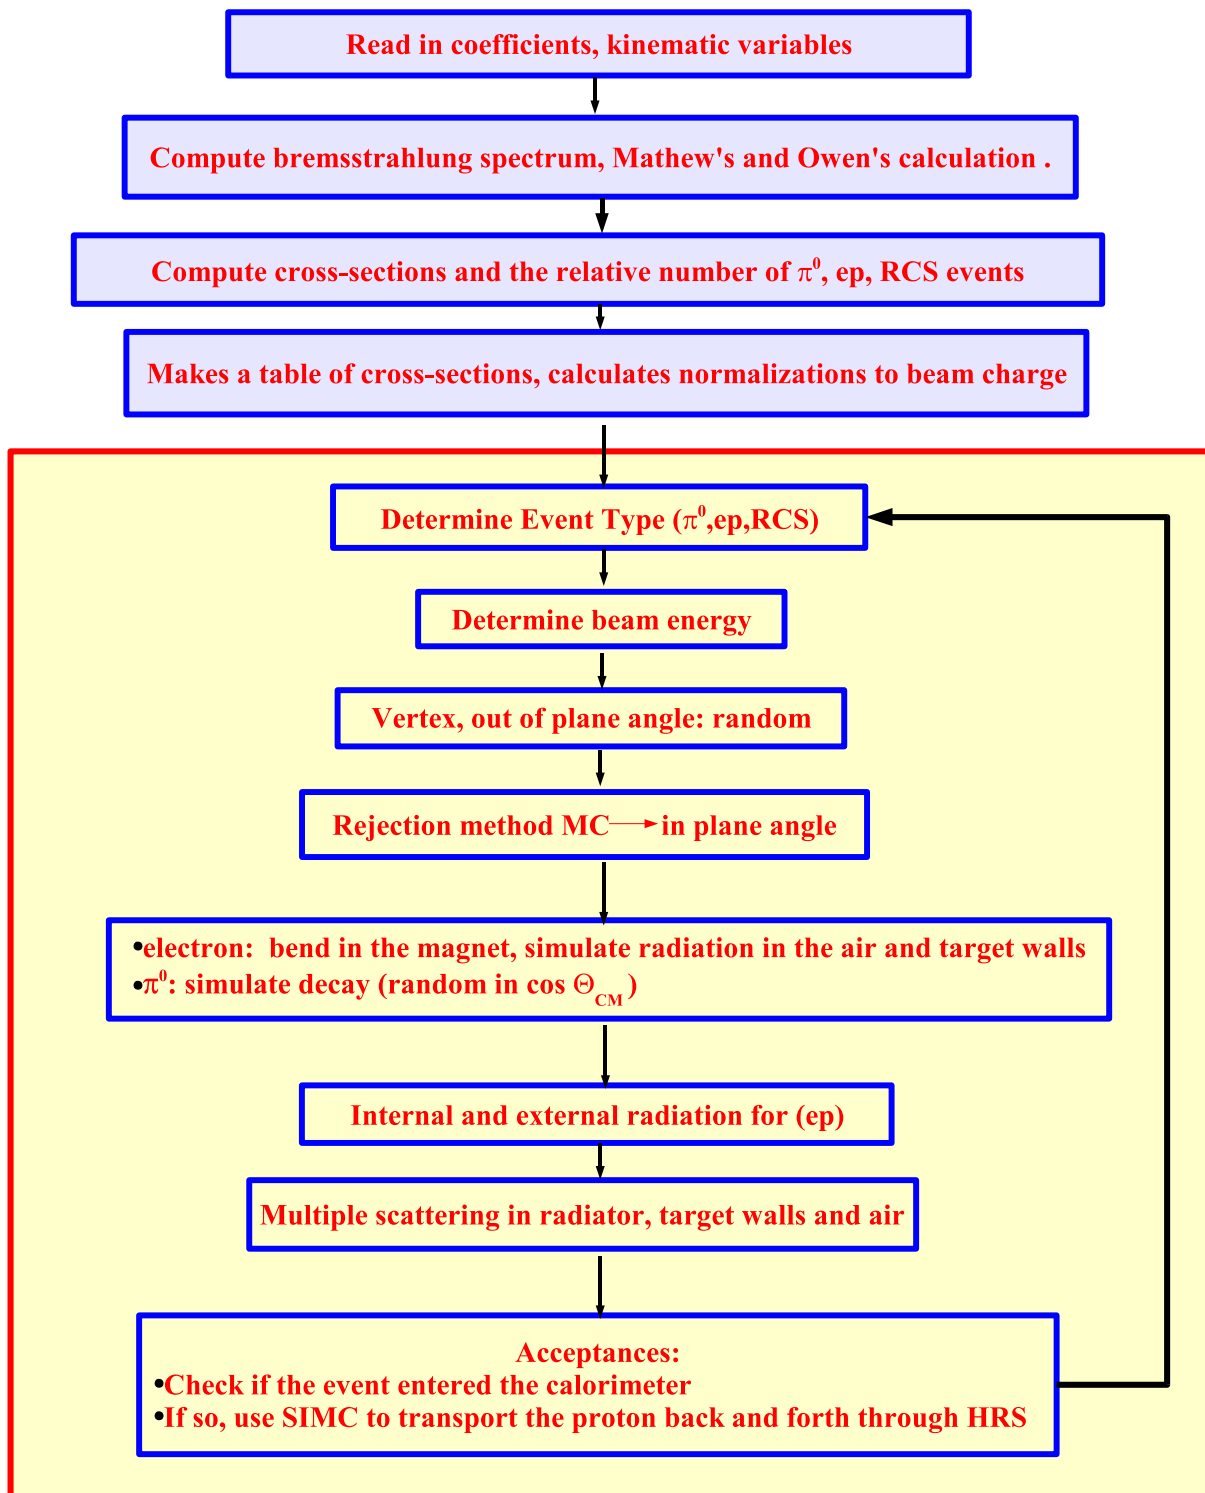 Read in coefficients, kinematic variables
Compute bremsstrahlung spectrum, Mathew's and Owen's calculation .
Compute cross-sections and the relative number of π⁰, ep, RCS events
Makes a table of cross-sections, calculates normalizations to beam charge
Determine Event Type (π⁰,ep,RCS)
Determine beam energy
Vertex, out of plane angle: random
Rejection method MC → in plane angle
•electron: bend in the magnet, simulate radiation in the air and target walls
•π⁰: simulate decay (random in cos Θ_CM )
Internal and external radiation for (ep)
Multiple scattering in radiator, target walls and air
Acceptances:
•Check if the event entered the calorimeter
•If so, use SIMC to transport the proton back and forth through HRS